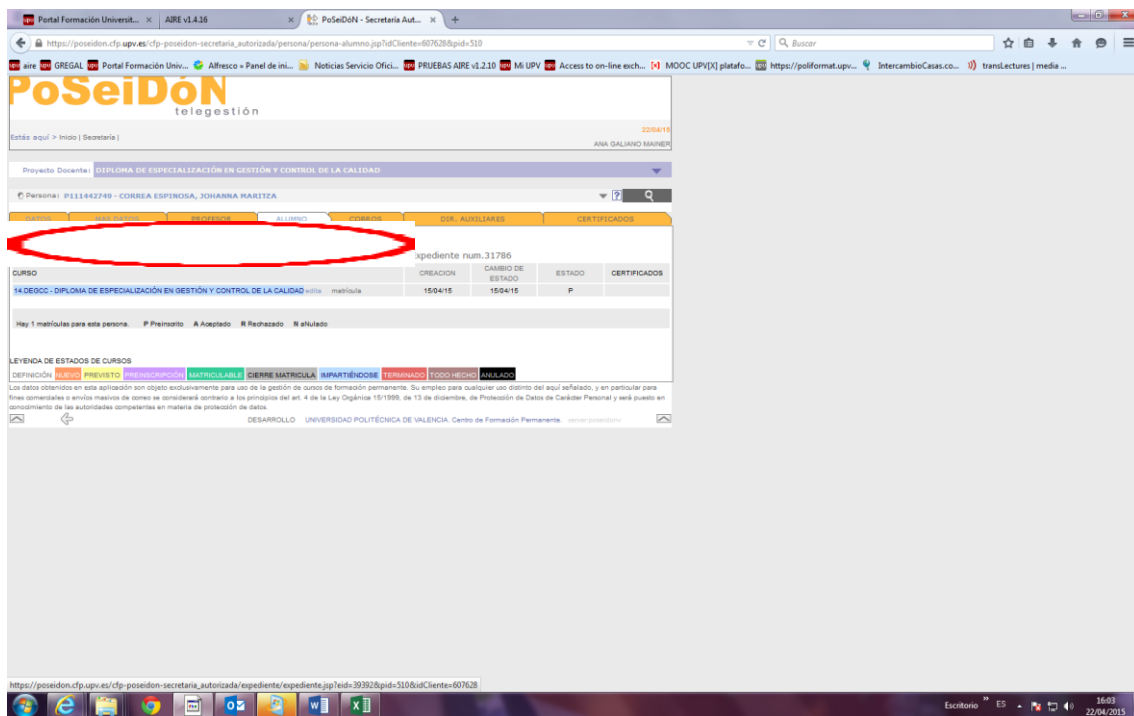 Portal Formación Universit... ×
AIRE v1.4.16 ×
PoSeiDóN - Secretaría Aut... × +
https://poseidon.cfp.upv.es/cfp-poseidon-secretaria_autorizada/persona/persona-alumno.jsp?idCliente=607628&pid=510
Buscar
aire GREGAL Portal Formación Univ... Alfresco » Panel de ini... Noticias Servicio Ofici... PRUEBAS AIRE v1.2.10 Mi UPV Access to on-line exch... MOOC UPV[X] platafo... https://poliformat.upv... IntercambioCasas.co... transLectures | media ...
PoSeiDóN
telegestión
22/04/15
Estás aquí > Inicio | Secretaría |
ANA GALIANO MAINER
Proyecto Docente: DIPLOMA DE ESPECIALIZACIÓN EN GESTIÓN Y CONTROL DE LA CALIDAD
Persona: P111442749 - CORREA ESPINOSA, JOHANNA MARITZA
DATOS MAS DATOS PROFESOR ALUMNO COBROS DIR. AUXILIARES CERTIFICADOS
xpediente num.31786
CURSO CREACION CAMBIO DE ESTADO ESTADO CERTIFICADOS
14.DEGCC - DIPLOMA DE ESPECIALIZACIÓN EN GESTIÓN Y CONTROL DE LA CALIDAD edita matrícula 15/04/15 15/04/15 P
Hay 1 matrículas para esta persona. P Preinscrito A Aceptado R Rechazado N aNulado
LEYENDA DE ESTADOS DE CURSOS
DEFINICIÓN NUEVO PREVISTO PREINSCRIPCIÓN MATRICULABLE CIERRE MATRICULA IMPARTIÉNDOSE TERMINADO TODO HECHO ANULADO
Los datos obtenidos en esta aplicación son objeto exclusivamente para uso de la gestión de cursos de formación permanente. Su empleo para cualquier uso distinto del aquí señalado, y en particular para
fines comerciales o envíos masivos de correo se considerará contrario a los principios del art. 4 de la Ley Orgánica 15/1999, de 13 de diciembre, de Protección de Datos de Carácter Personal y será puesto en
conocimiento de las autoridades competentes en materia de protección de datos.
DESARROLLO UNIVERSIDAD POLITÉCNICA DE VALENCIA. Centro de Formación Permanente.
https://poseidon.cfp.upv.es/cfp-poseidon-secretaria_autorizada/expediente/expediente.jsp?eid=39392&pid=510&idCliente=607628
Escritorio » ES 16:03
22/04/2015